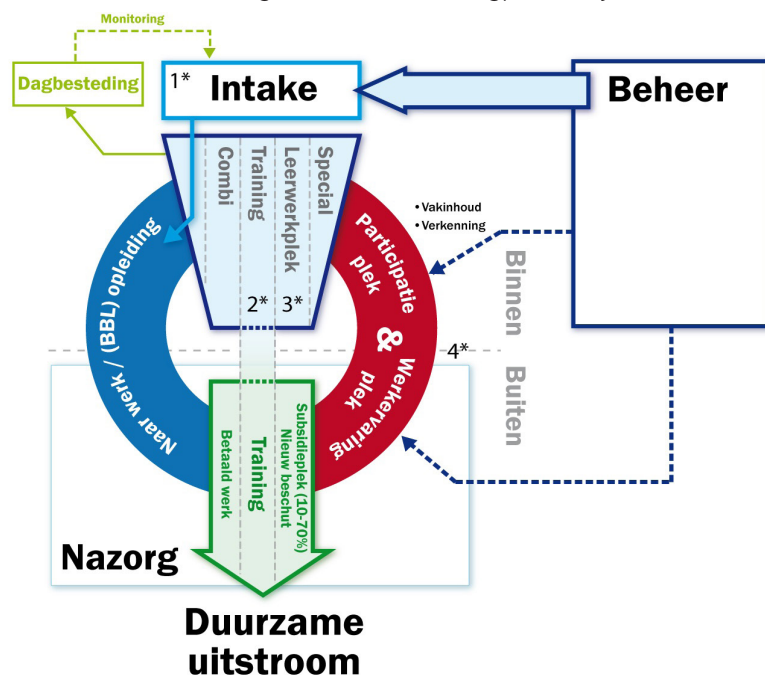 Monitoring
Dagbesteding
1*
Intake
Beheer
Combi
Training
Leerwerkplek
Special
2*
3*
• Vakinhoud
• Verkenning
Naar werk / (BBL) opleiding
Participatie
plek
&
Werkervaring
plek
4*
Binnen
Buiten
Betaald werk
Training
Subsidieplek (10-70%)
Nieuw beschut
Nazorg
Duurzame
uitstroom